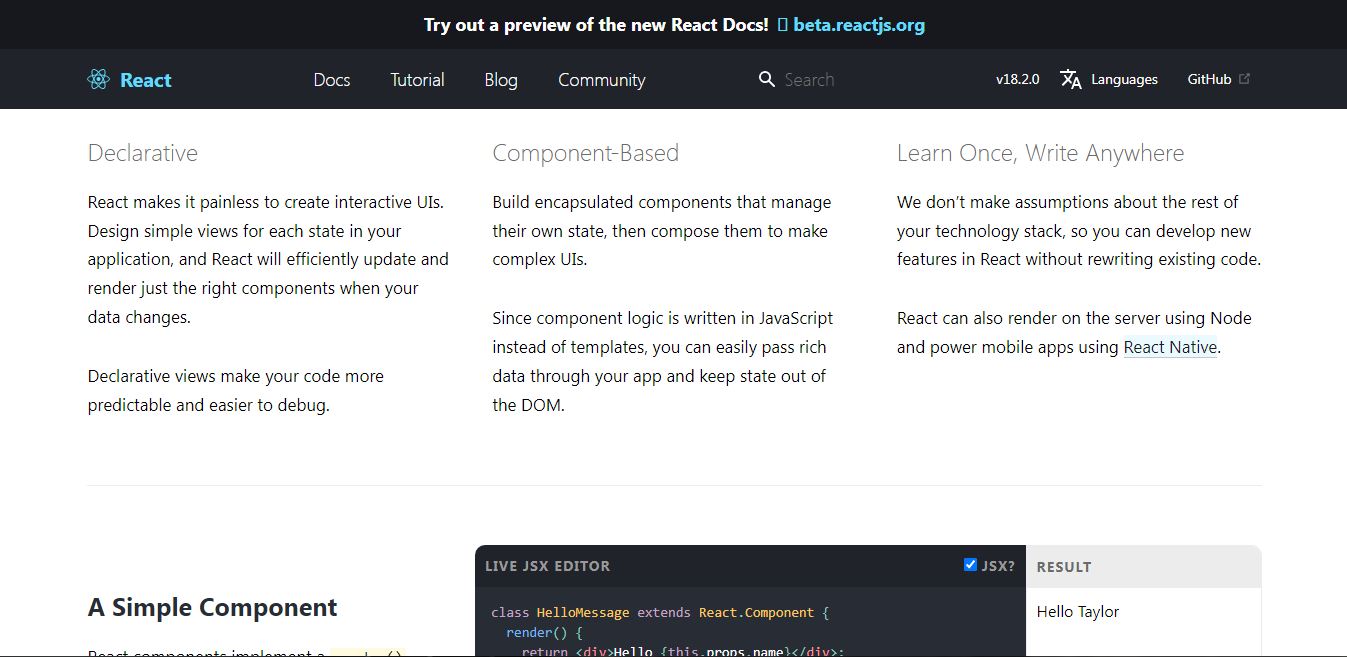 Try out a preview of the new React Docs! beta.reactjs.org
React Docs Tutorial Blog Community Search v18.2.0 Languages GitHub
Declarative
React makes it painless to create interactive UIs.
Design simple views for each state in your
application, and React will efficiently update and
render just the right components when your
data changes.
Declarative views make your code more
predictable and easier to debug.
Component-Based
Build encapsulated components that manage
their own state, then compose them to make
complex UIs.
Since component logic is written in JavaScript
instead of templates, you can easily pass rich
data through your app and keep state out of
the DOM.
Learn Once, Write Anywhere
We don’t make assumptions about the rest of
your technology stack, so you can develop new
features in React without rewriting existing code.
React can also render on the server using Node
and power mobile apps using React Native.
A Simple Component
React components implement a render()
LIVE JSX EDITOR JSX?
class HelloMessage extends React.Component {
render() {
return <div>Hello {this.props.name}</div>;
RESULT
Hello Taylor